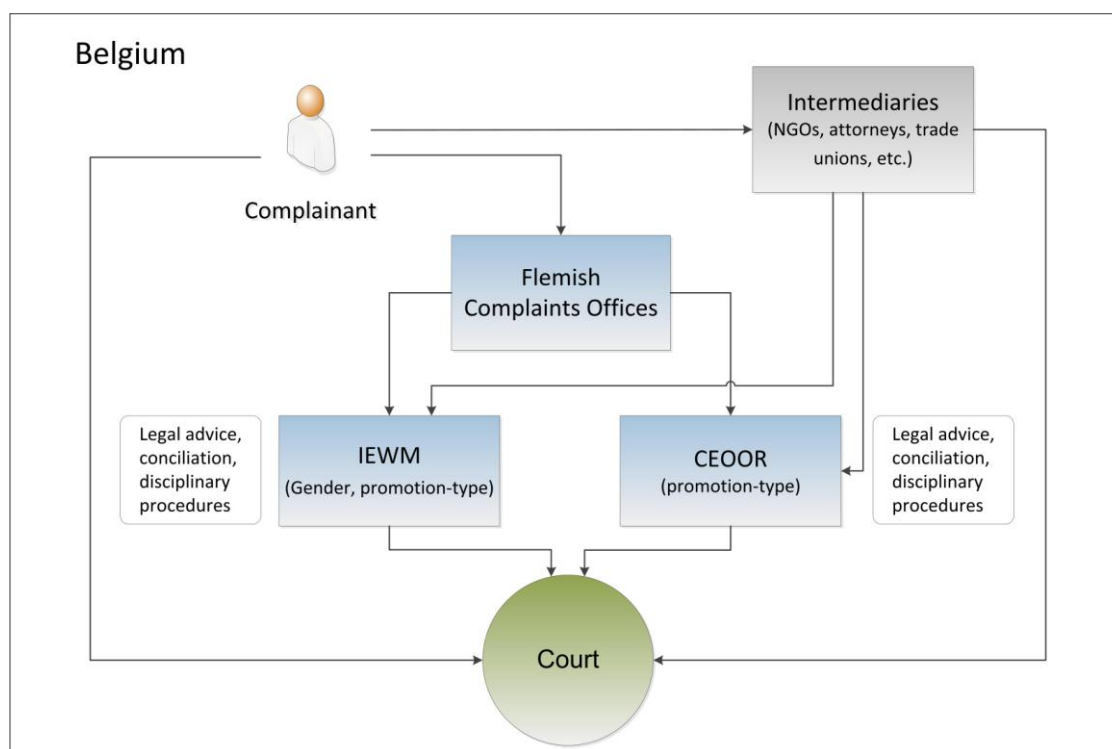 Belgium
Intermediaries
(NGOs, attorneys, trade
unions, etc.)
Complainant
Flemish
Complaints Offices
Legal advice,
conciliation,
disciplinary
procedures
IEWM
(Gender, promotion-type)
CEOOR
(promotion-type)
Legal advice,
conciliation,
disciplinary
procedures
Court